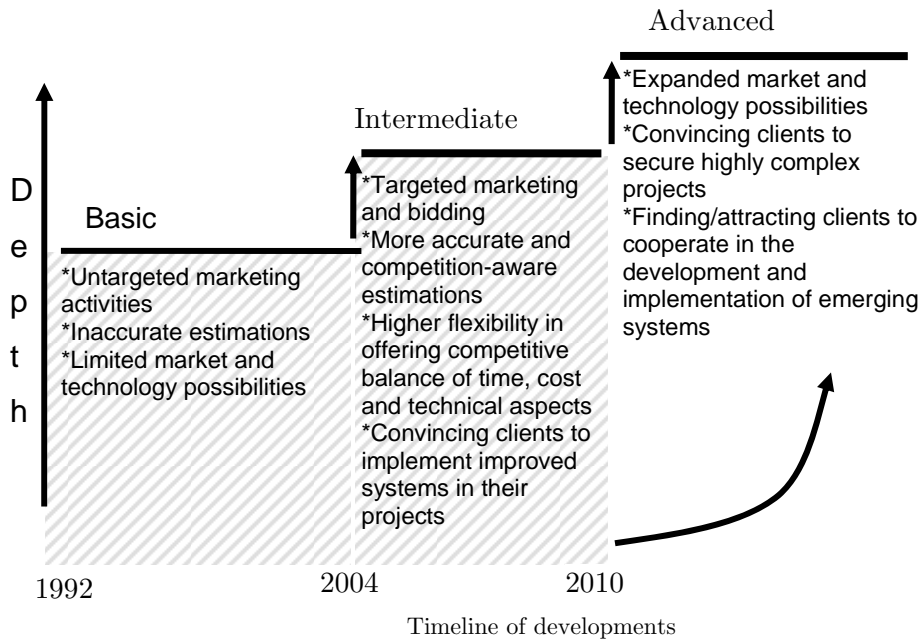 Advanced
*Expanded market and
technology possibilities
*Convincing clients to
secure highly complex
projects
*Finding/attracting clients to
cooperate in the
development and
implementation of emerging
systems
Intermediate
*Targeted marketing
and bidding
*More accurate and
competition-aware
estimations
*Higher flexibility in
offering competitive
balance of time, cost
and technical aspects
*Convincing clients to
implement improved
systems in their
projects
Basic
*Untargeted marketing
activities
*Inaccurate estimations
*Limited market and
technology possibilities
D
e
p
t
h
1992
2004
2010
Timeline of developments